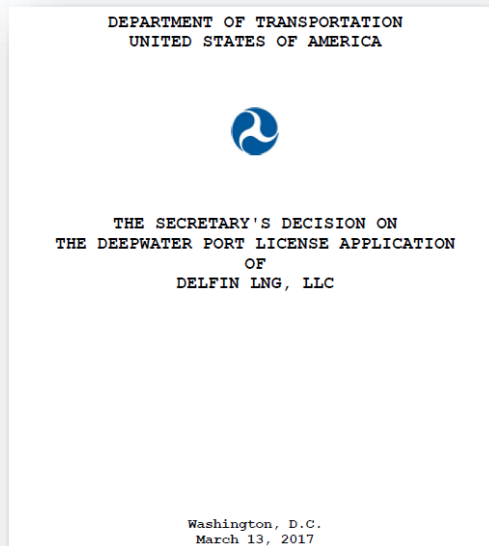 DEPARTMENT OF TRANSPORTATION
UNITED STATES OF AMERICA
THE SECRETARY'S DECISION ON
THE DEEPWATER PORT LICENSE APPLICATION
OF
DELFIN LNG, LLC
Washington, D.C.
March 13, 2017